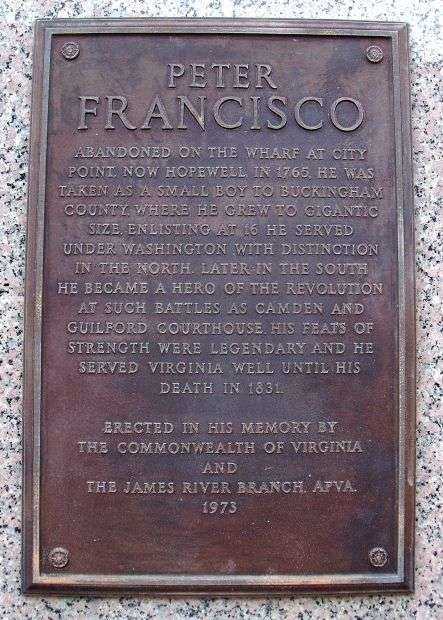 PETER
FRANCISCO
ABANDONED ON THE WHARF AT CITY
POINT, NOW HOPEWELL, IN 1765, HE WAS
TAKEN AS A SMALL BOY TO BUCKINGHAM
COUNTY, WHERE HE GREW TO GIGANTIC
SIZE. ENLISTING AT 16 HE SERVED
UNDER WASHINGTON WITH DISTINCTION
IN THE NORTH. LATER IN THE SOUTH
HE BECAME A HERO OF THE REVOLUTION
AT SUCH BATTLES AS CAMDEN AND
GUILFORD COURTHOUSE. HIS FEATS OF
STRENGTH WERE LEGENDARY AND HE
SERVED VIRGINIA WELL UNTIL HIS
DEATH IN 1831.
ERECTED IN HIS MEMORY BY
THE COMMONWEALTH OF VIRGINIA
AND
THE JAMES RIVER BRANCH, APVA.
1973